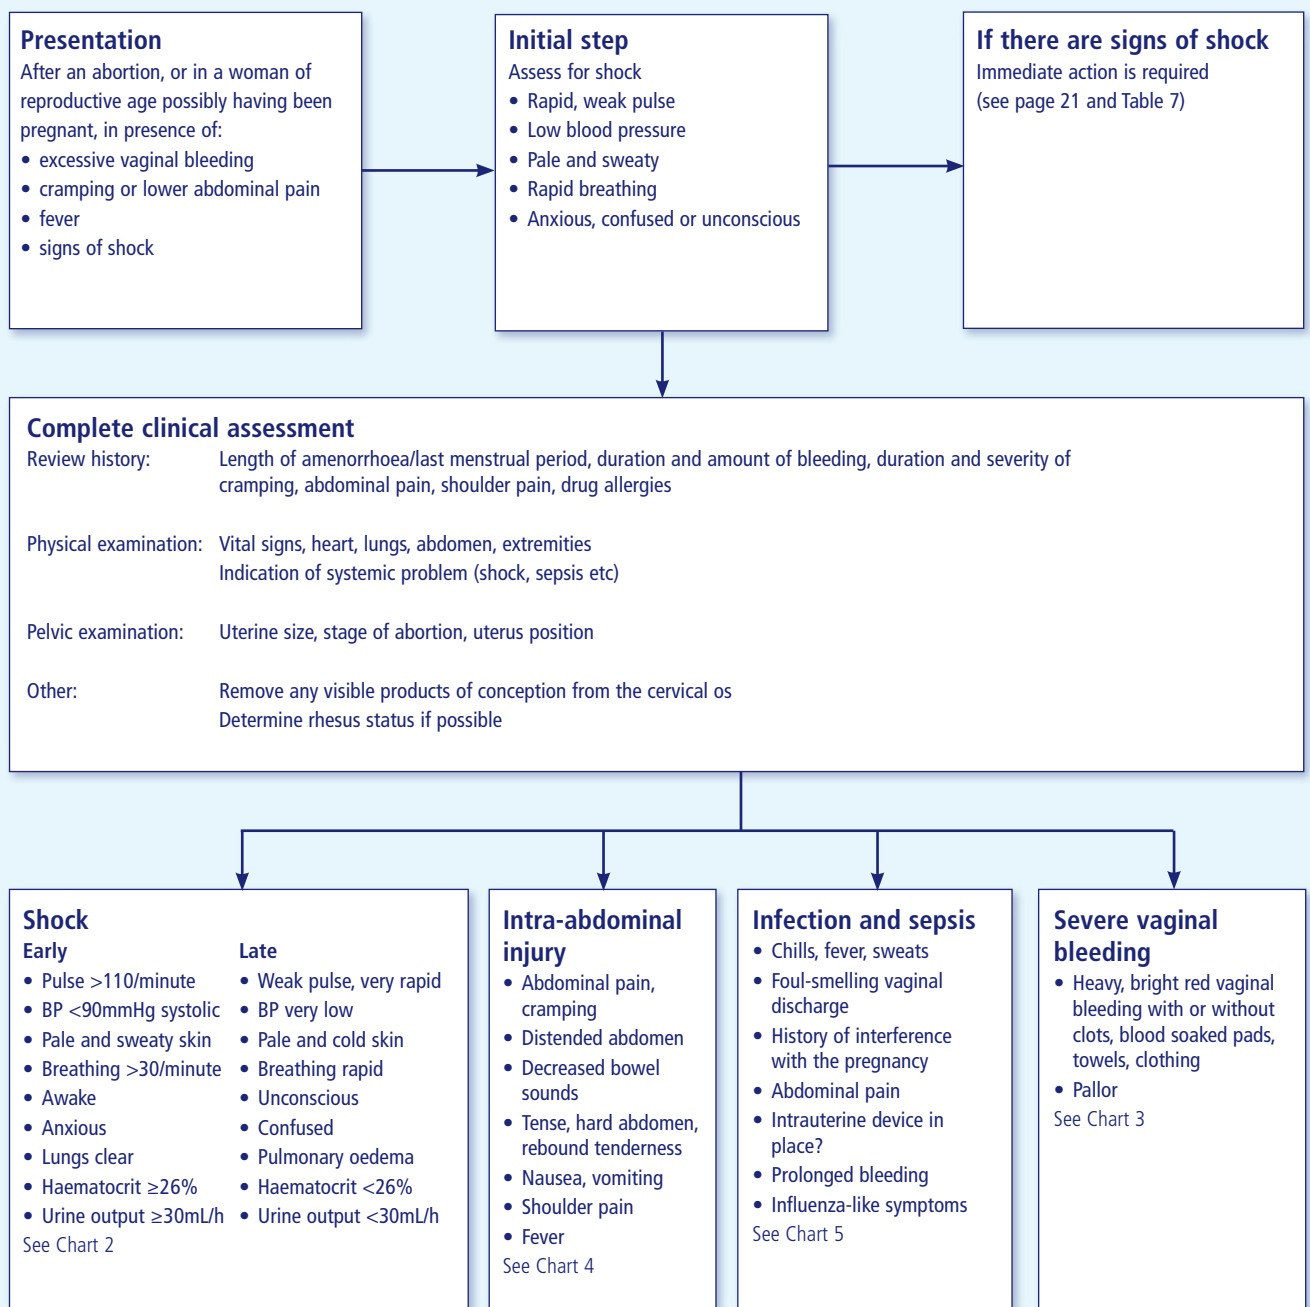 Presentation
After an abortion, or in a woman of
reproductive age possibly having been
pregnant, in presence of:
• excessive vaginal bleeding
• cramping or lower abdominal pain
• fever
• signs of shock
Initial step
Assess for shock
• Rapid, weak pulse
• Low blood pressure
• Pale and sweaty
• Rapid breathing
• Anxious, confused or unconscious
If there are signs of shock
Immediate action is required
(see page 21 and Table 7)
Complete clinical assessment
Review history: Length of amenorrhoea/last menstrual period, duration and amount of bleeding, duration and severity of
cramping, abdominal pain, shoulder pain, drug allergies
Physical examination: Vital signs, heart, lungs, abdomen, extremities
Indication of systemic problem (shock, sepsis etc)
Pelvic examination: Uterine size, stage of abortion, uterus position
Other: Remove any visible products of conception from the cervical os
Determine rhesus status if possible
Shock
Early
• Pulse >110/minute
• BP <90mmHg systolic
• Pale and sweaty skin
• Breathing >30/minute
• Awake
• Anxious
• Lungs clear
• Haematocrit ≥26%
• Urine output ≥30mL/h
Late
• Weak pulse, very rapid
• BP very low
• Pale and cold skin
• Breathing rapid
• Unconscious
• Confused
• Pulmonary oedema
• Haematocrit <26%
• Urine output <30mL/h
See Chart 2
Intra-abdominal
injury
• Abdominal pain,
cramping
• Distended abdomen
• Decreased bowel
sounds
• Tense, hard abdomen,
rebound tenderness
• Nausea, vomiting
• Shoulder pain
• Fever
See Chart 4
Infection and sepsis
• Chills, fever, sweats
• Foul-smelling vaginal
discharge
• History of interference
with the pregnancy
• Abdominal pain
• Intrauterine device in
place?
• Prolonged bleeding
• Influenza-like symptoms
See Chart 5
Severe vaginal
bleeding
• Heavy, bright red vaginal
bleeding with or without
clots, blood soaked pads,
towels, clothing
• Pallor
See Chart 3